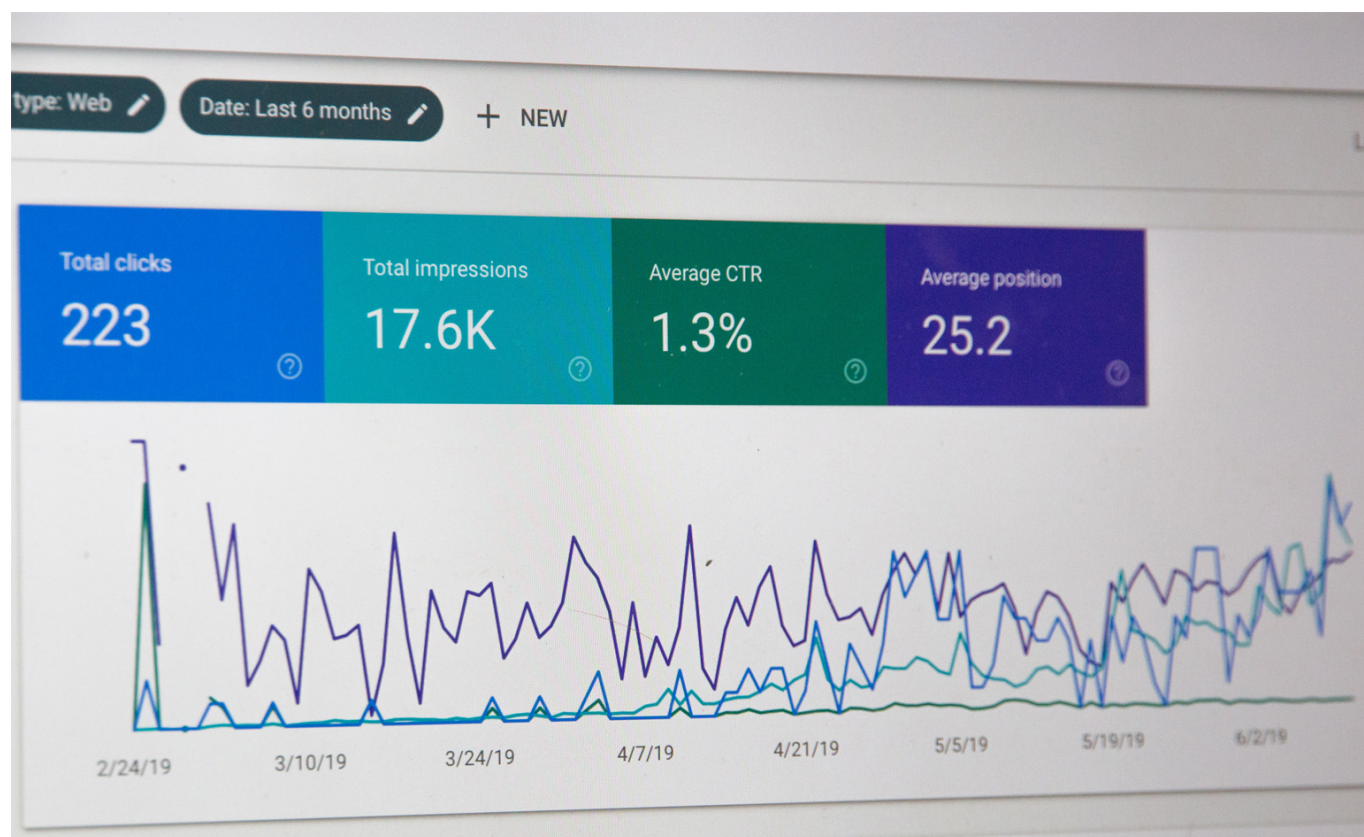 type: Web
Date: Last 6 months
+ NEW
Total clicks
223
Total impressions
17.6K
Average CTR
1.3%
Average position
25.2
2/24/19 3/10/19 3/24/19 4/7/19 4/21/19 5/5/19 5/19/19 6/2/19